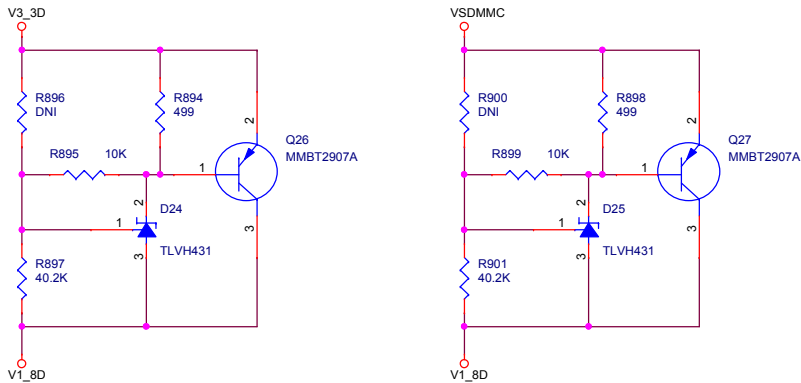 V3_3D
R896
DNI
R894
499
R895 10K
2
Q26
MMBT2907A
1
2
D24
1
TLVH431
3
3
R897
40.2K
V1_8D
VSDMMC
R900
DNI
R898
499
R899 10K
2
Q27
MMBT2907A
1
2
D25
1
TLVH431
3
3
R901
40.2K
V1_8D